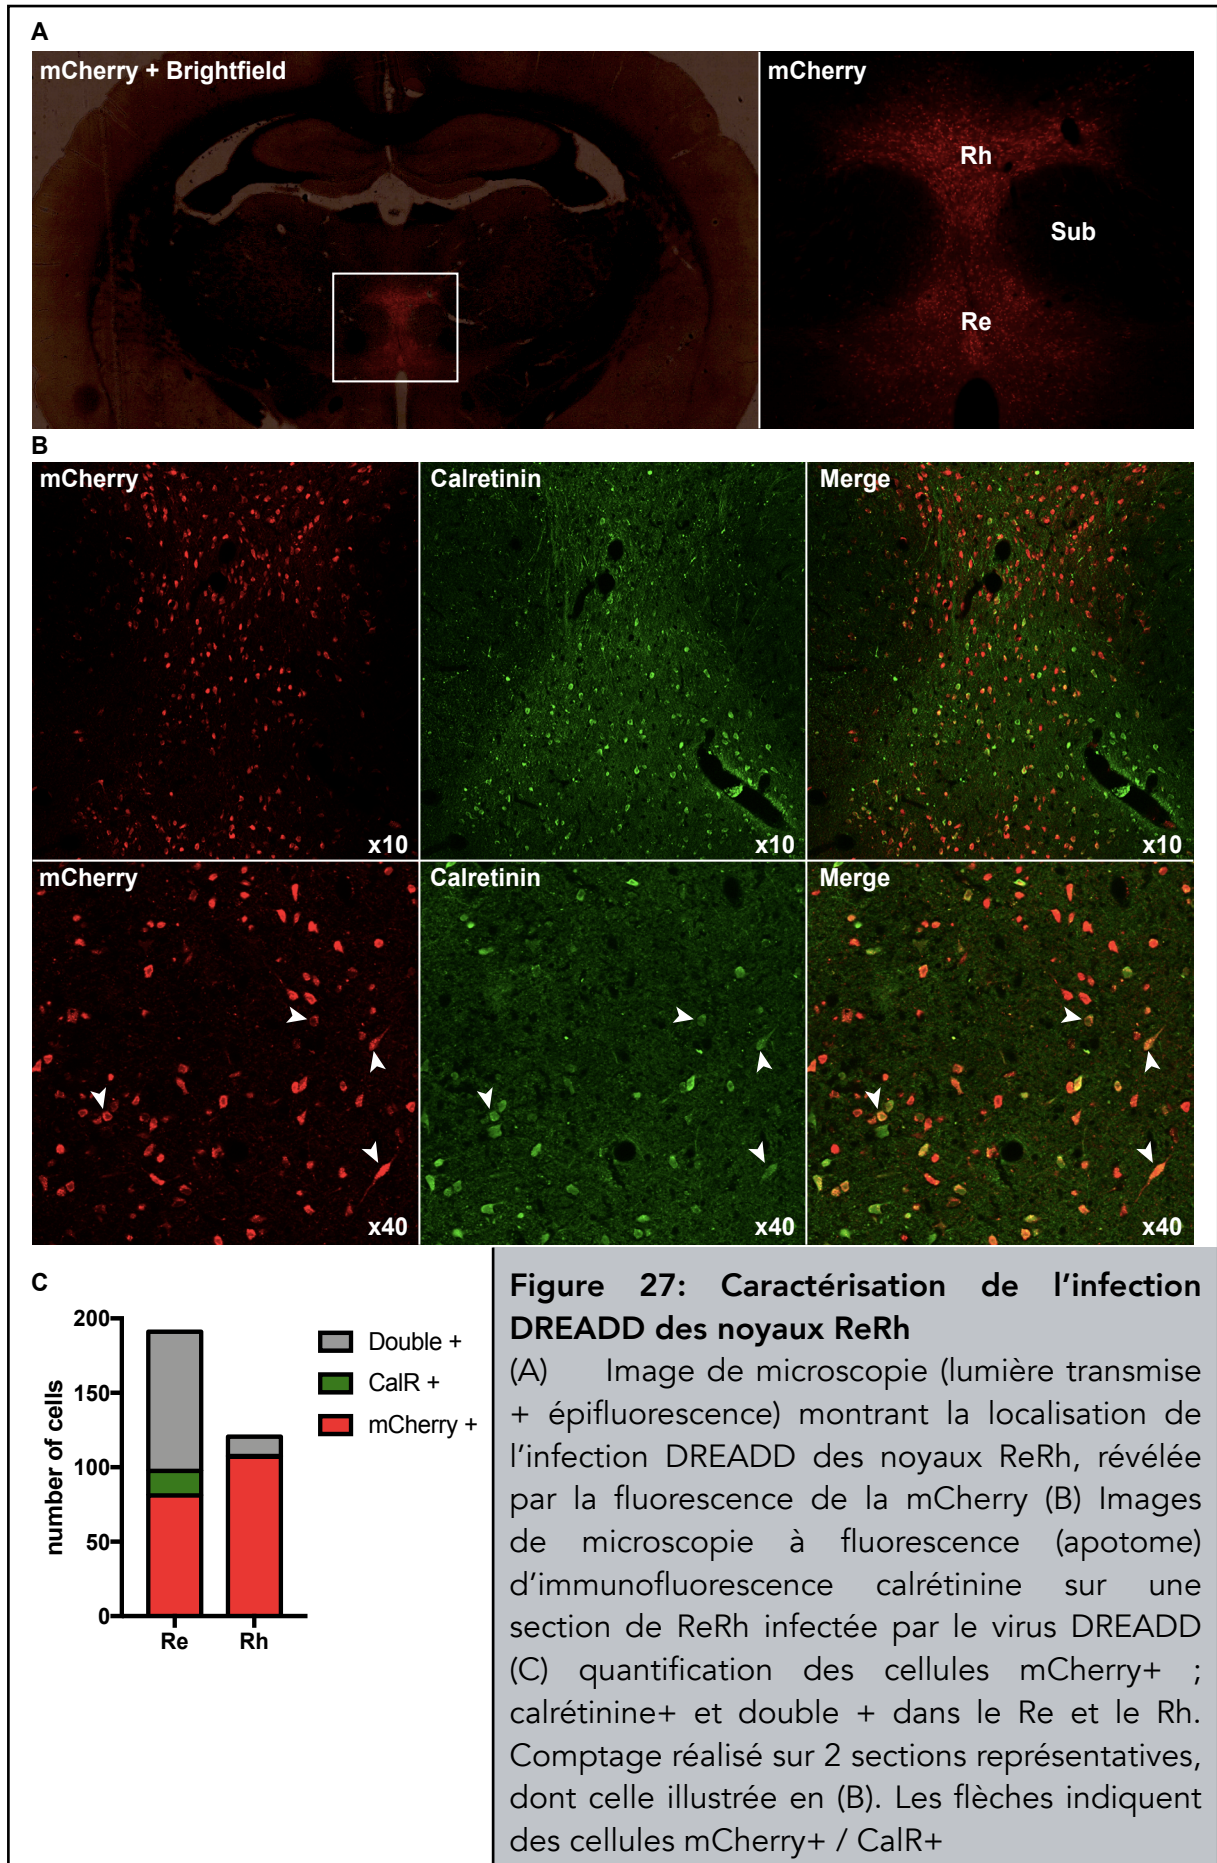 A
mCherry + Brightfield
mCherry
Rh
Sub
Re
B
mCherry
Calretinin
Merge
x10
x10
x10
mCherry
Calretinin
Merge
x40
x40
x40
C
200
150
100
50
0
number of cells
Re
Rh
Double +
CalR +
mCherry +
Figure 27: Caractérisation de l'infection
DREADD des noyaux ReRh
(A) Image de microscopie (lumière transmise
+ épifluorescence) montrant la localisation de
l'infection DREADD des noyaux ReRh, révélée
par la fluorescence de la mCherry (B) Images
de microscopie à fluorescence (apotome)
d'immunofluorescence calrétinine sur une
section de ReRh infectée par le virus DREADD
(C) quantification des cellules mCherry+ ;
calrétinine+ et double + dans le Re et le Rh.
Comptage réalisé sur 2 sections représentatives,
dont celle illustrée en (B). Les flèches indiquent
des cellules mCherry+ / CalR+